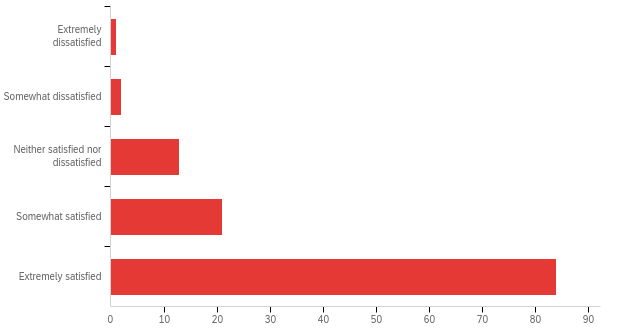 Extremely
dissatisfied
Somewhat dissatisfied
Neither satisfied nor
dissatisfied
Somewhat satisfied
Extremely satisfied
0 10 20 30 40 50 60 70 80 90